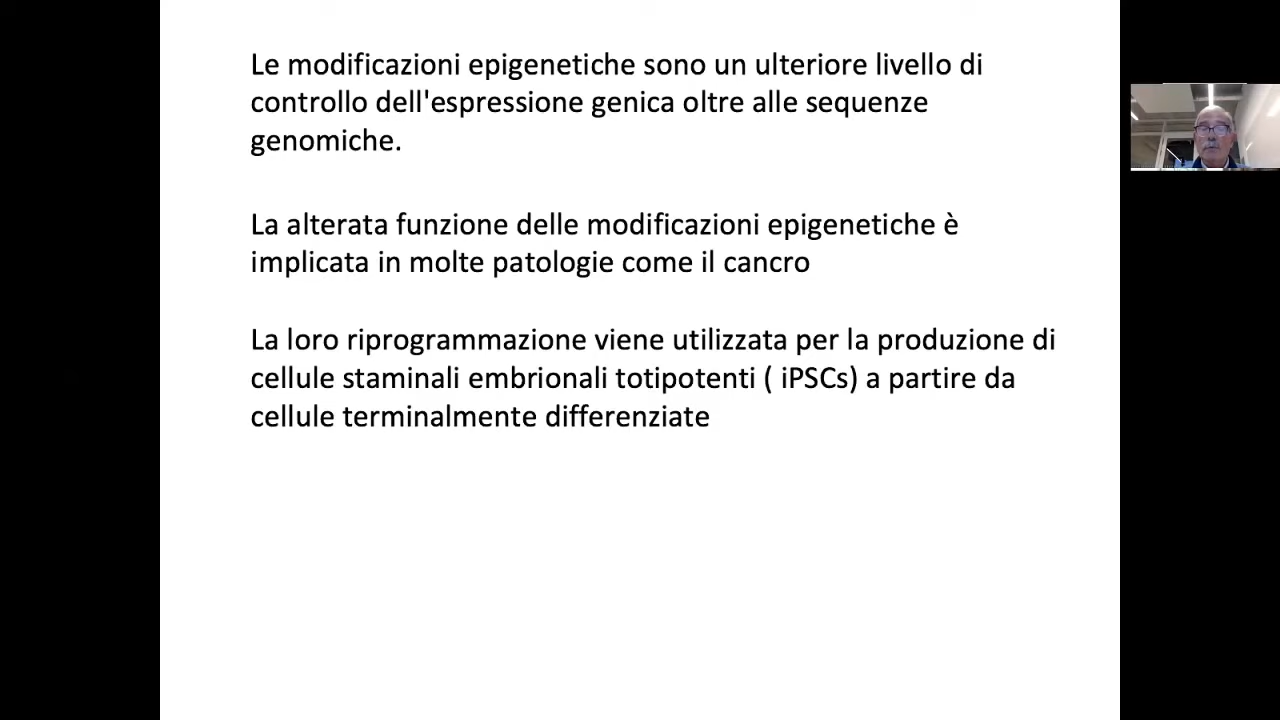 Le modificazioni epigenetiche sono un ulteriore livello di
controllo dell'espressione genica oltre alle sequenze
genomiche.
La alterata funzione delle modificazioni epigenetiche è
implicata in molte patologie come il cancro
La loro riprogrammazione viene utilizzata per la produzione di
cellule staminali embrionali totipotenti ( iPSCs) a partire da
cellule terminalmente differenziate